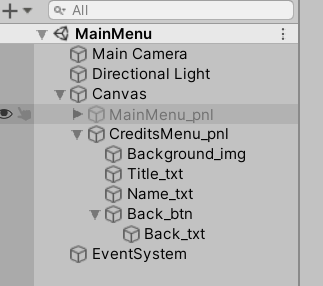 All
MainMenu
Main Camera
Directional Light
Canvas
MainMenu_pnl
CreditsMenu_pnl
Background_img
Title_txt
Name_txt
Back_btn
Back_txt
EventSystem